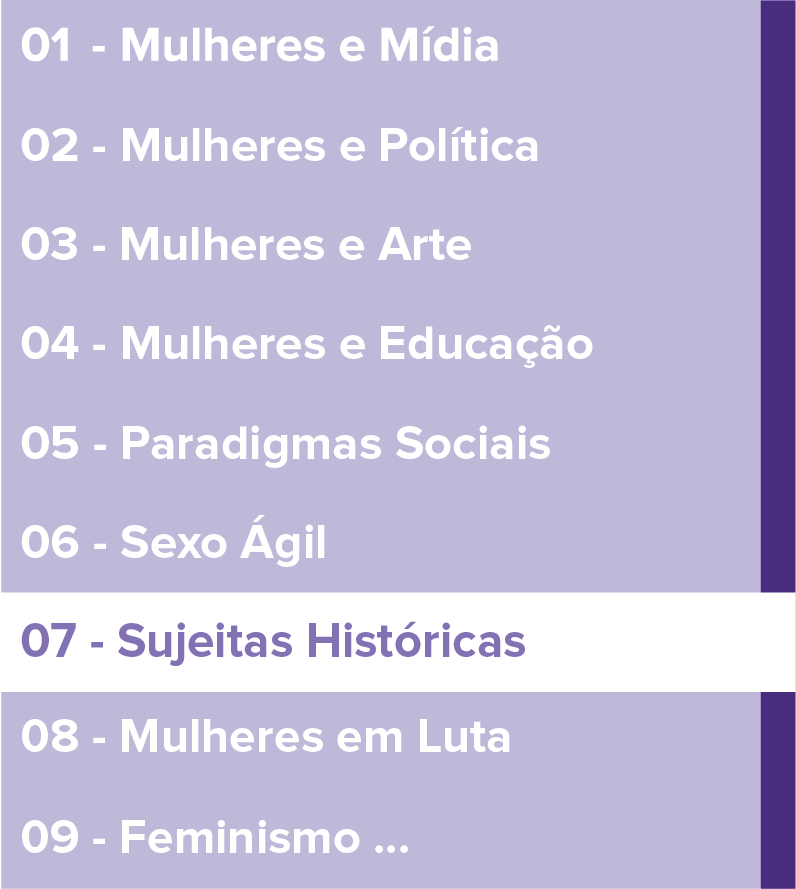 01 - Mulheres e Mídia
02 - Mulheres e Política
03 - Mulheres e Arte
04 - Mulheres e Educação
05 - Paradigmas Sociais
06 - Sexo Ágil
07 - Sujeitas Históricas
08 - Mulheres em Luta
09 - Feminismo ...